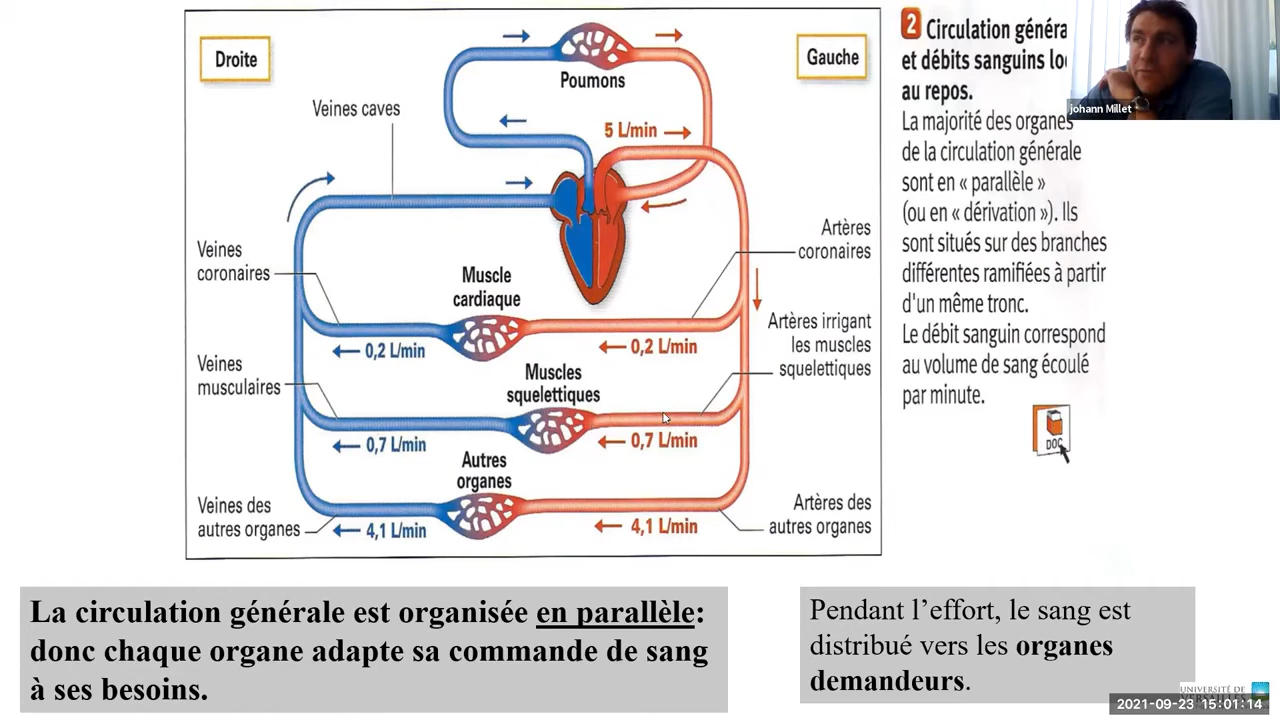 Droite
Gauche
Poumons
Veines caves
5 L/min
Veines
coronaires
Artères
coronaires
Muscle
cardiaque
0,2 L/min
0,2 L/min
Artères irrigant
les muscles
squelettiques
Veines
musculaires
Muscles
squelettiques
0,7 L/min
0,7 L/min
Autres
organes
Veines des
autres organes
Artères des
autres organes
4,1 L/min
4,1 L/min
2 Circulation généra
et débits sanguins lo
au repos.
La majorité des organes
de la circulation générale
sont en « parallèle »
(ou en « dérivation »). Ils
sont situés sur des branches
différentes ramifiées à partir
d'un même tronc.
Le débit sanguin correspond
au volume de sang écoulé
par minute.
DOC
johann Millet
La circulation générale est organisée en parallèle:
donc chaque organe adapte sa commande de sang
à ses besoins.
Pendant l’effort, le sang est
distribué vers les organes
demandeurs.
UNIVERSITÉ DE
2021-09-23 15:01:14